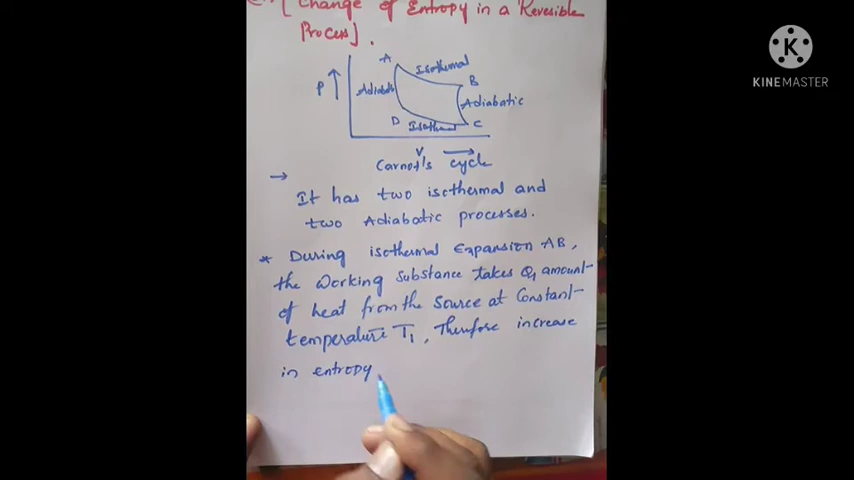 [ Change of Entropy in a Revesible
Process].
A
Isothermal
P
Adiabatic
B
Adiabatic
D
Isothermal
C
V
Carnot's cycle
It has two isothermal and
two Adiabatic processes.
* During isothermal Expansion AB,
the working substance takes Q1 amount-
of heat from the source at Constant-
temperature T1, Therefore increase
in entropy
K
KINEMASTER